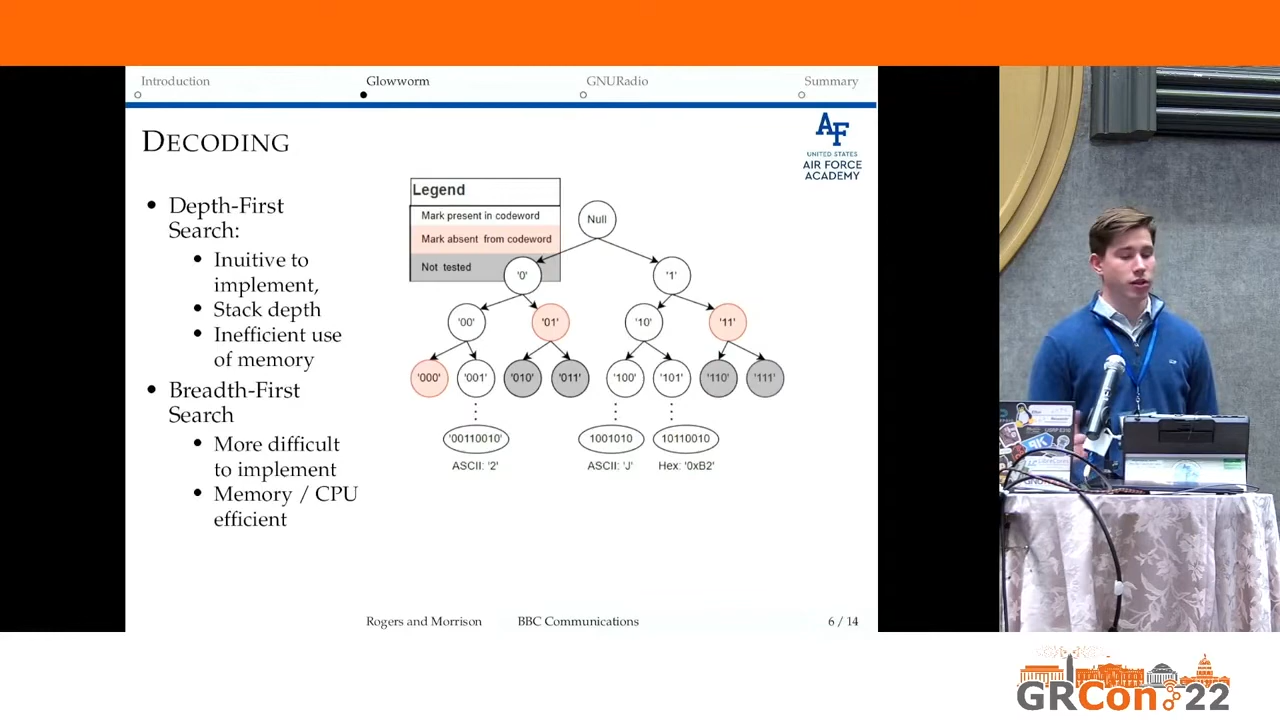 Introduction
Glowworm
GNURadio
Summary
DECODING
AF
UNITED STATES
AIR FORCE
ACADEMY
• Depth-First
Search:
• Inuitive to
implement,
• Stack depth
• Inefficient use
of memory
• Breadth-First
Search
• More difficult
to implement
• Memory / CPU
efficient
Legend
Mark present in codeword
Mark absent from codeword
Not tested
Null
'0'
'1'
'00'
'01'
'10'
'11'
'000'
'001'
'010'
'011'
'100'
'101'
'110'
'111'
'00110010'
1001010
10110010
ASCII: '2'
ASCII: 'J'
Hex: '0xB2'
Rogers and Morrison
BBC Communications
6 / 14
GRCon 22